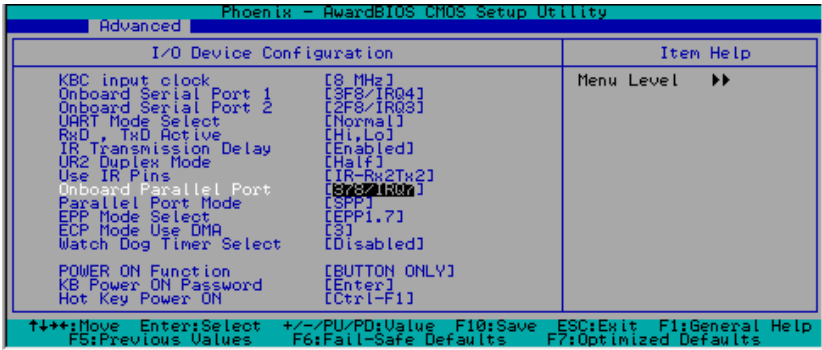 Phoenix - AwardBIOS CMOS Setup Utility
Advanced
I/O Device Configuration
Item Help
KBC input clock [8 MHz]
Menu Level ▶▶
Onboard Serial Port 1 [3F8/IRQ4]
Onboard Serial Port 2 [2F8/IRQ3]
UART Mode Select [Normal]
RxD , TxD Active [Hi,Lo]
IR Transmission Delay [Enabled]
UR2 Duplex Mode [Half]
Use IR Pins [IR-Rx2Tx2]
Onboard Parallel Port [378/IRQ7]
Parallel Port Mode [SPP]
EPP Mode Select [EPP1.7]
ECP Mode Use DMA [3]
Watch Dog Timer Select [Disabled]
POWER ON Function [BUTTON ONLY]
KB Power ON Password [Enter]
Hot Key Power ON [Ctrl-F1]
↑↓→←:Move Enter:Select +/-/PU/PD:Value F10:Save ESC:Exit F1:General Help
F5:Previous Values F6:Fail-Safe Defaults F7:Optimized Defaults